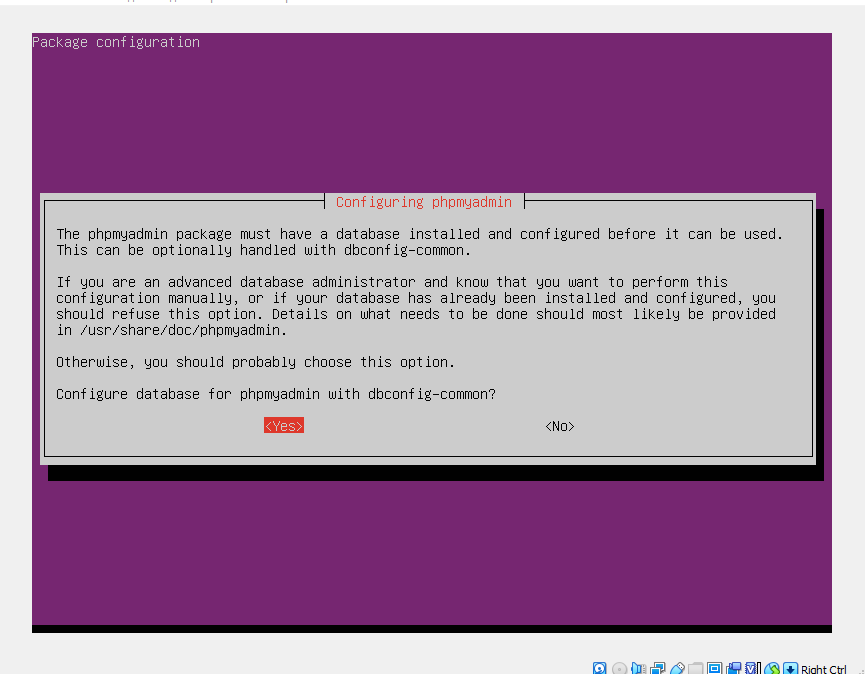 Package configuration
Configuring phpmyadmin
The phpmyadmin package must have a database installed and configured before it can be used.
This can be optionally handled with dbconfig-common.
If you are an advanced database administrator and know that you want to perform this
configuration manually, or if your database has already been installed and configured, you
should refuse this option. Details on what needs to be done should most likely be provided
in /usr/share/doc/phpmyadmin.
Otherwise, you should probably choose this option.
Configure database for phpmyadmin with dbconfig-common?
<Yes> <No>
Right Ctrl